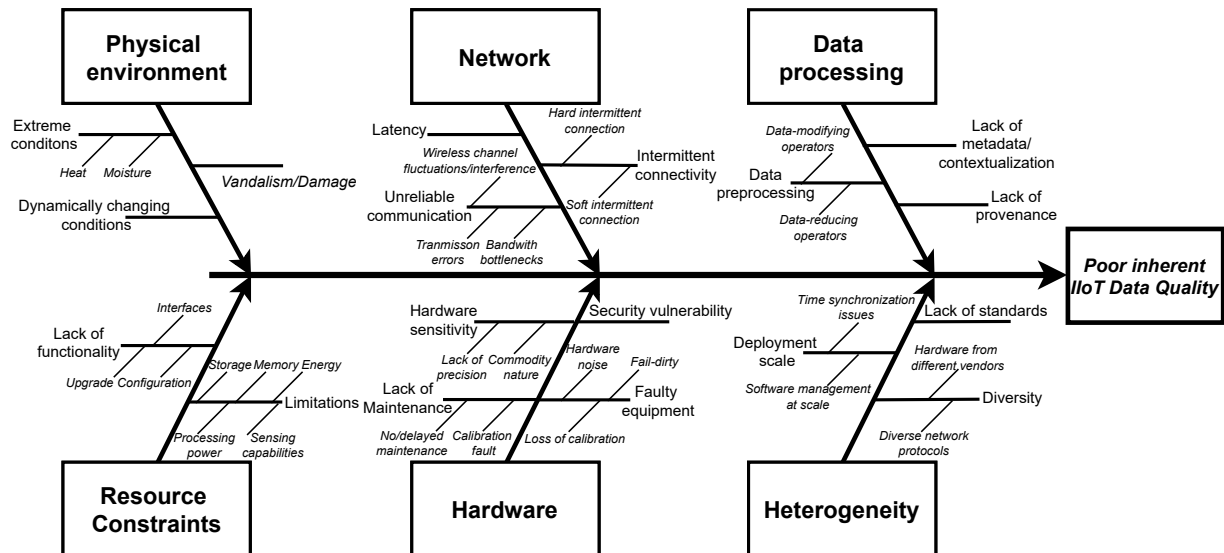 Physical
environment
Network
Data
processing
Extreme
conditons
Heat
Moisture
Vandalism/Damage
Dynamically changing
conditions
Latency
Hard intermittent
connection
Wireless channel
fluctuations/interference
Intermittent
connectivity
Unreliable
communication
Soft intermittent
connection
Tranmisson
errors
Bandwith
bottlenecks
Data-modifying
operators
Lack of
metadata/
contextualization
Data
preprocessing
Data-reducing
operators
Lack of
provenance
Poor inherent
IIoT Data Quality
Interfaces
Lack of
functionality
Upgrade
Configuration
Storage
Memory
Energy
Limitations
Processing
power
Sensing
capabilities
Hardware
sensitivity
Security vulnerability
Lack of
precision
Commodity
nature
Hardware
noise
Fail-dirty
Lack of
Maintenance
Faulty
equipment
No/delayed
maintenance
Calibration
fault
Loss of calibration
Time synchronization
issues
Lack of standards
Deployment
scale
Software management
at scale
Hardware from
different vendors
Diversity
Diverse network
protocols
Resource
Constraints
Hardware
Heterogeneity